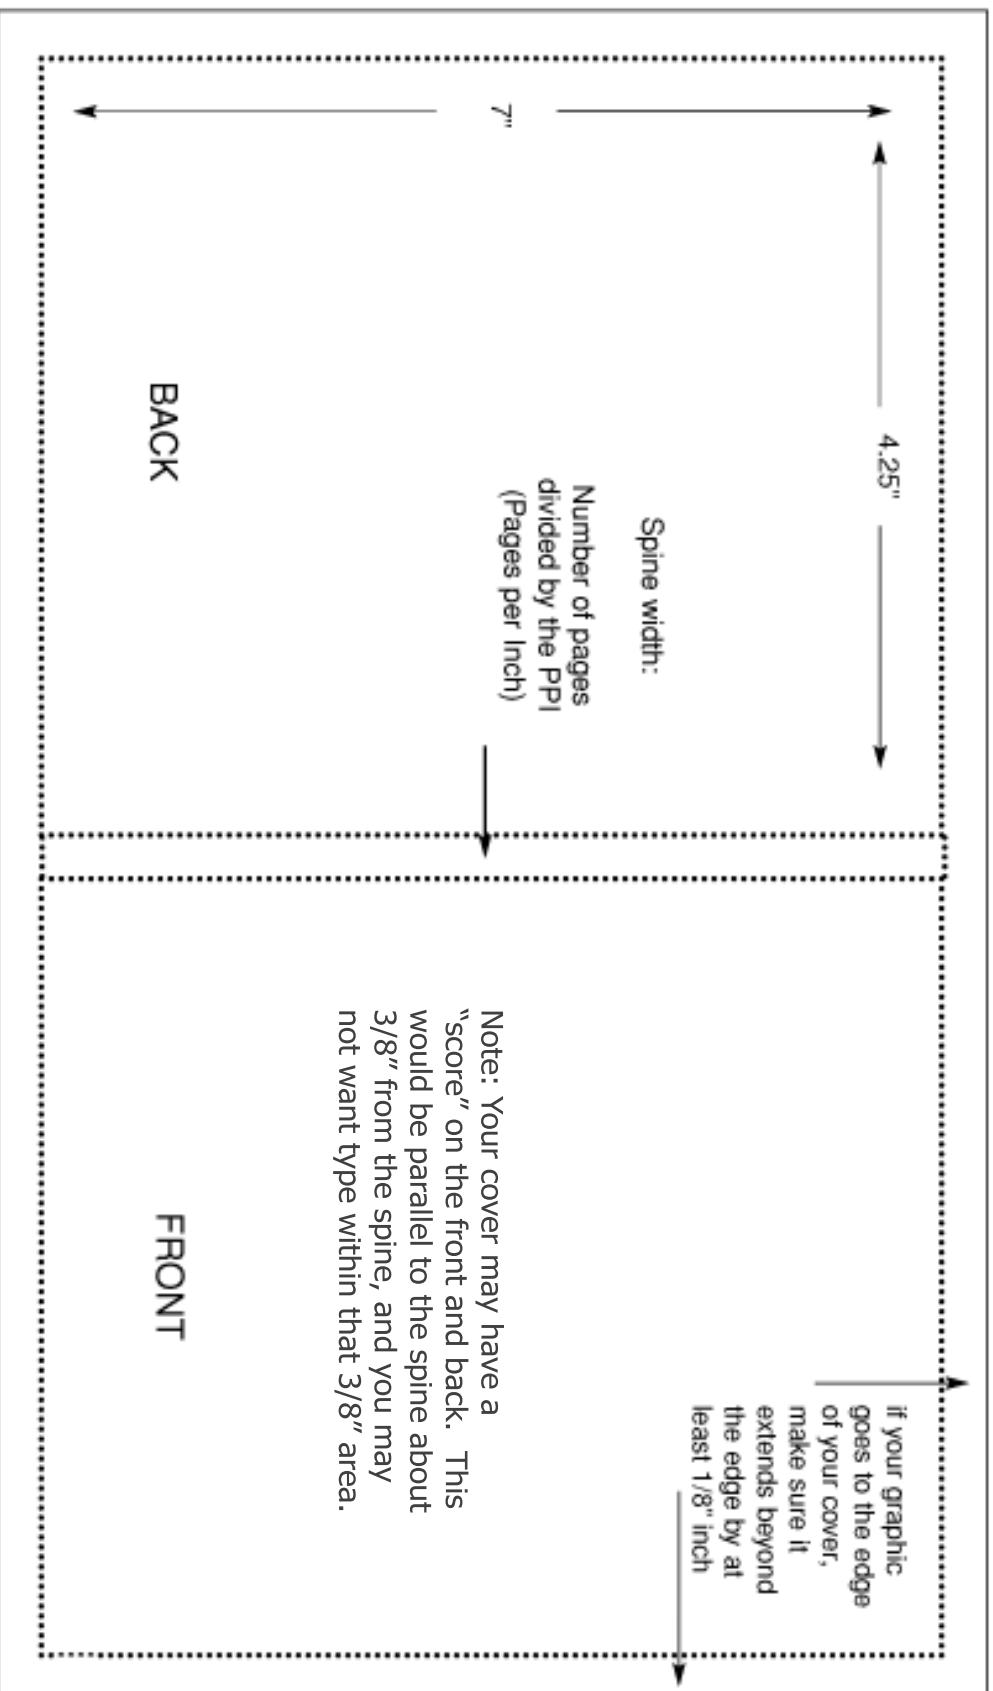 7"
4.25"
Spine width:
Number of pages
divided by the PPI
(Pages per Inch)
BACK
if your graphic
goes to the edge
of your cover,
make sure it
extends beyond
the edge by at
least 1/8" inch
Note: Your cover may have a
“score” on the front and back.  This
would be parallel to the spine about
3/8” from the spine, and you may
not want type within that 3/8” area.
FRONT